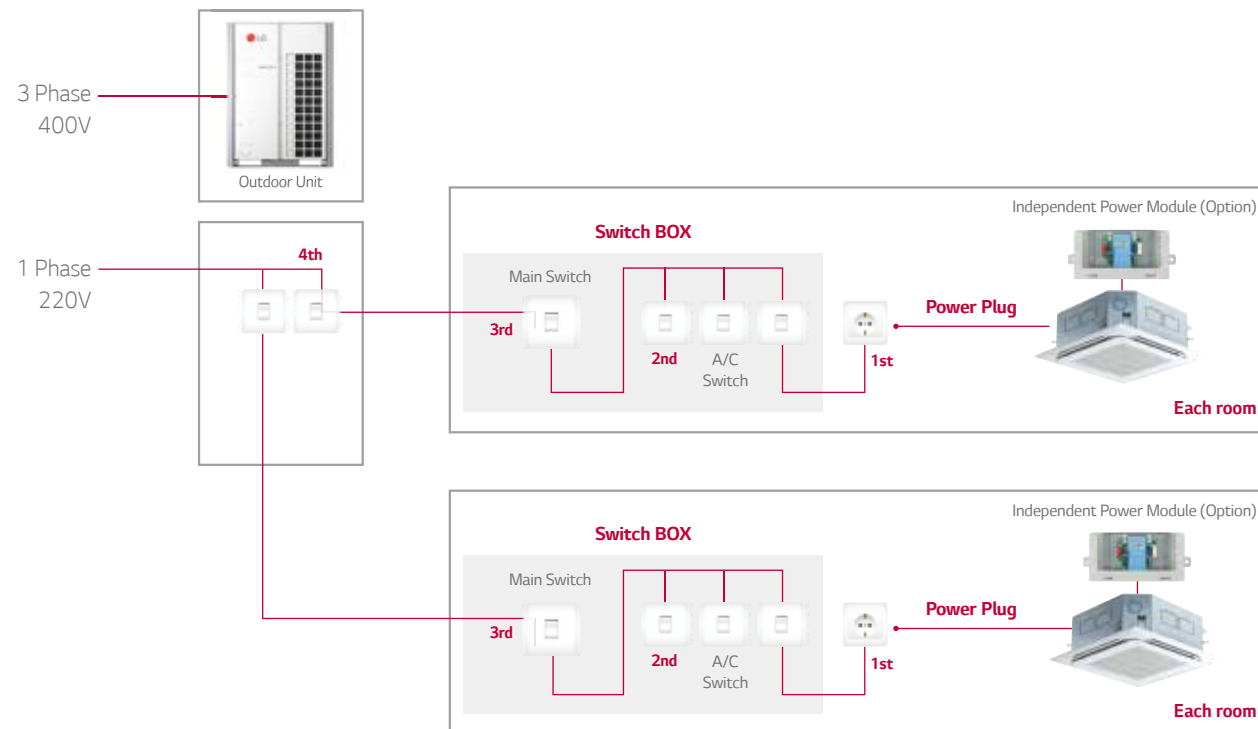 LG
3 Phase
400V
Outdoor Unit
1 Phase
220V
4th
Independent Power Module (Option)
Switch BOX
Main Switch
3rd
2nd
A/C
Switch
1st
Power Plug
Each room
Independent Power Module (Option)
Switch BOX
Main Switch
3rd
2nd
A/C
Switch
1st
Power Plug
Each room